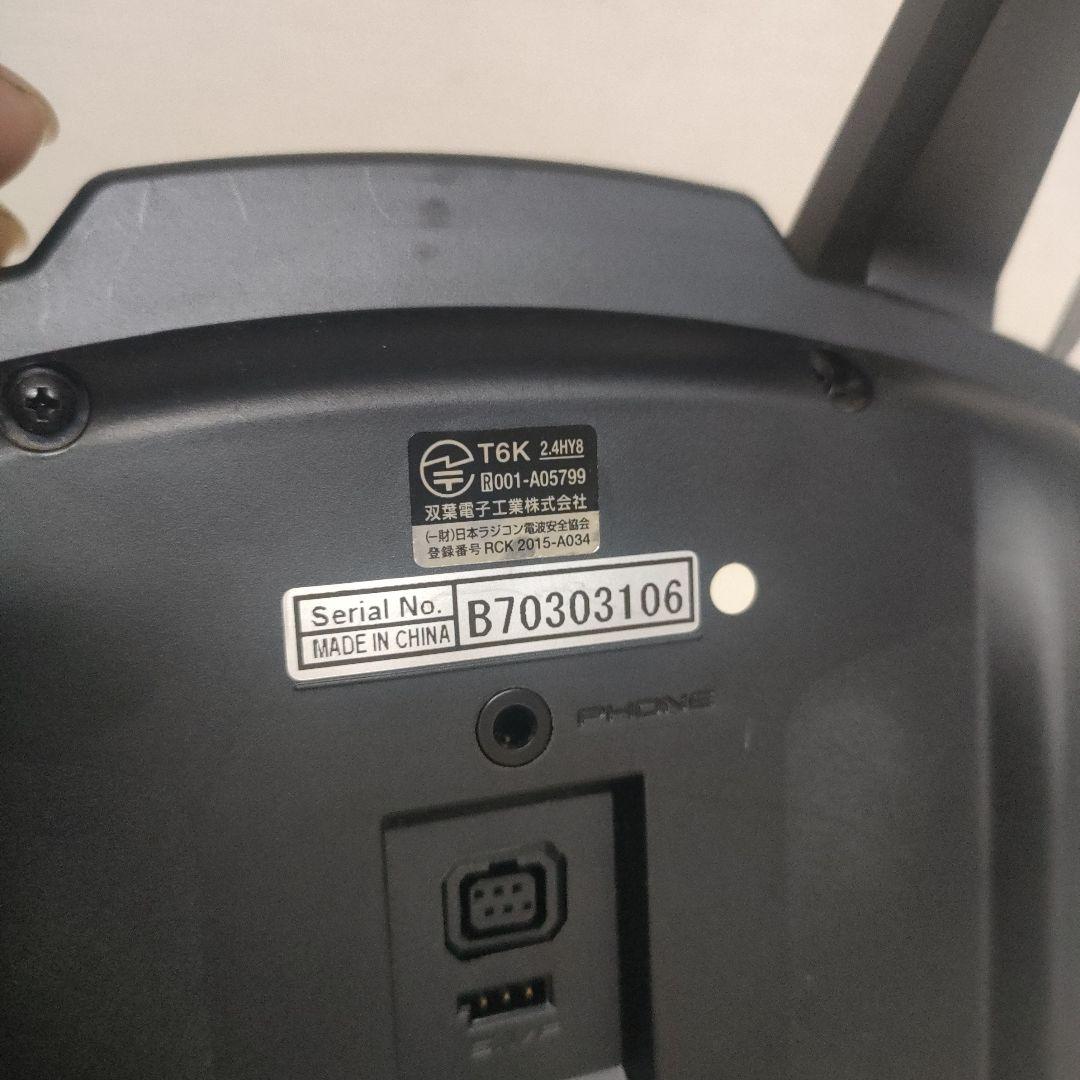 T6K 2.4HY8
R001-A05799
双葉電子工業株式会社
(一財)日本ラジコン電波安全協会
登録番号 RCK 2015-A034
Serial No.
MADE IN CHINA
B70303106
PHONE